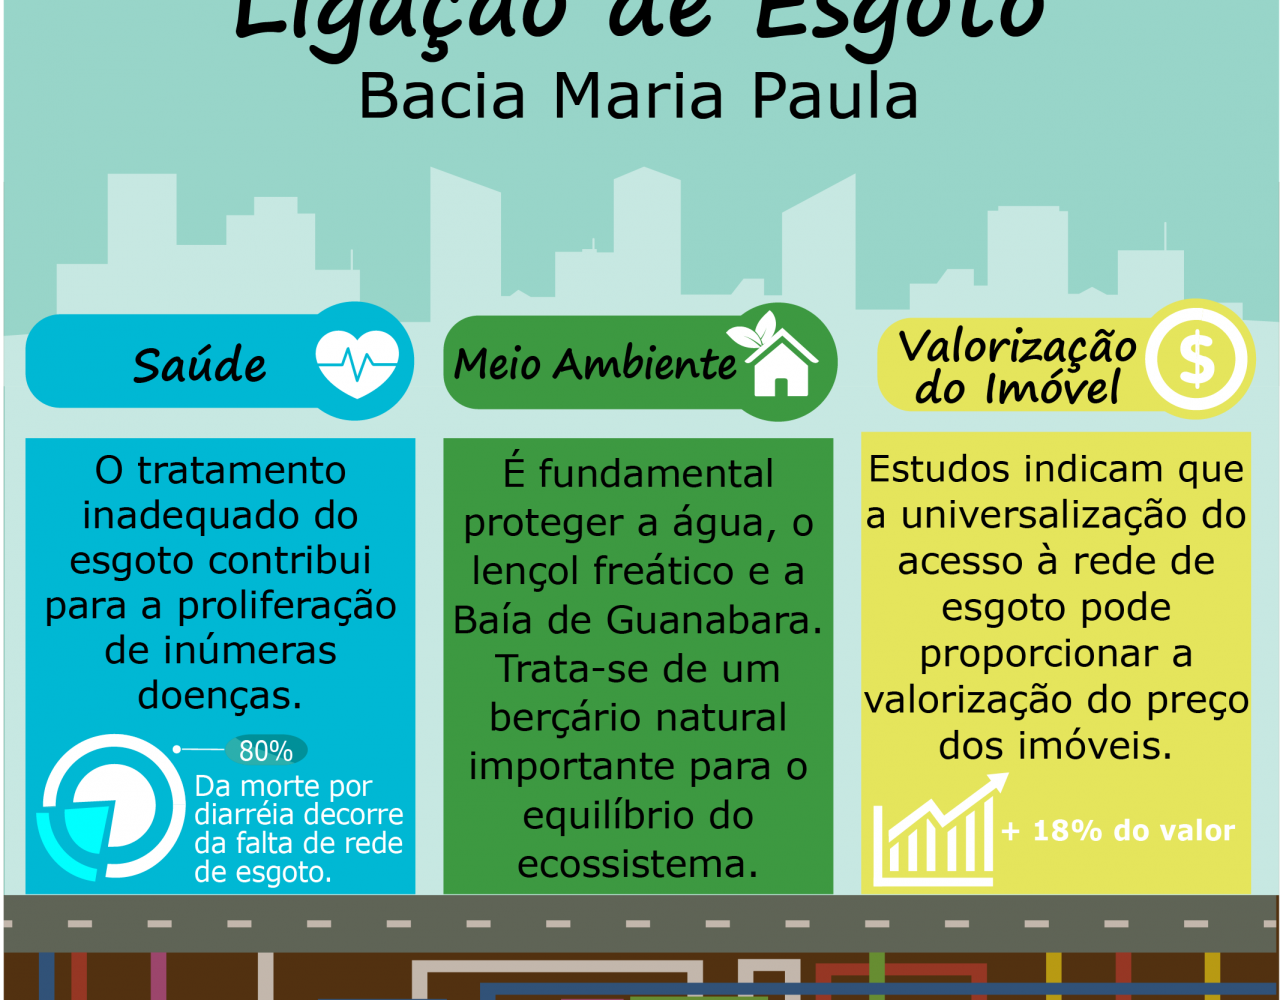 Ligação de Esgoto
Bacia Maria Paula
Saúde
O tratamento
inadequado do
esgoto contribui
para a proliferação
de inúmeras
doenças.
80%
Da morte por
diarréia decorre
da falta de rede
de esgoto.
Meio Ambiente
É fundamental
proteger a água, o
lençol freático e a
Baía de Guanabara.
Trata-se de um
berçário natural
importante para o
equilíbrio do
ecossistema.
Valorização
do Imóvel
$
Estudos indicam que
a universalização do
acesso à rede de
esgoto pode
proporcionar a
valorização do preço
dos imóveis.
+ 18% do valor